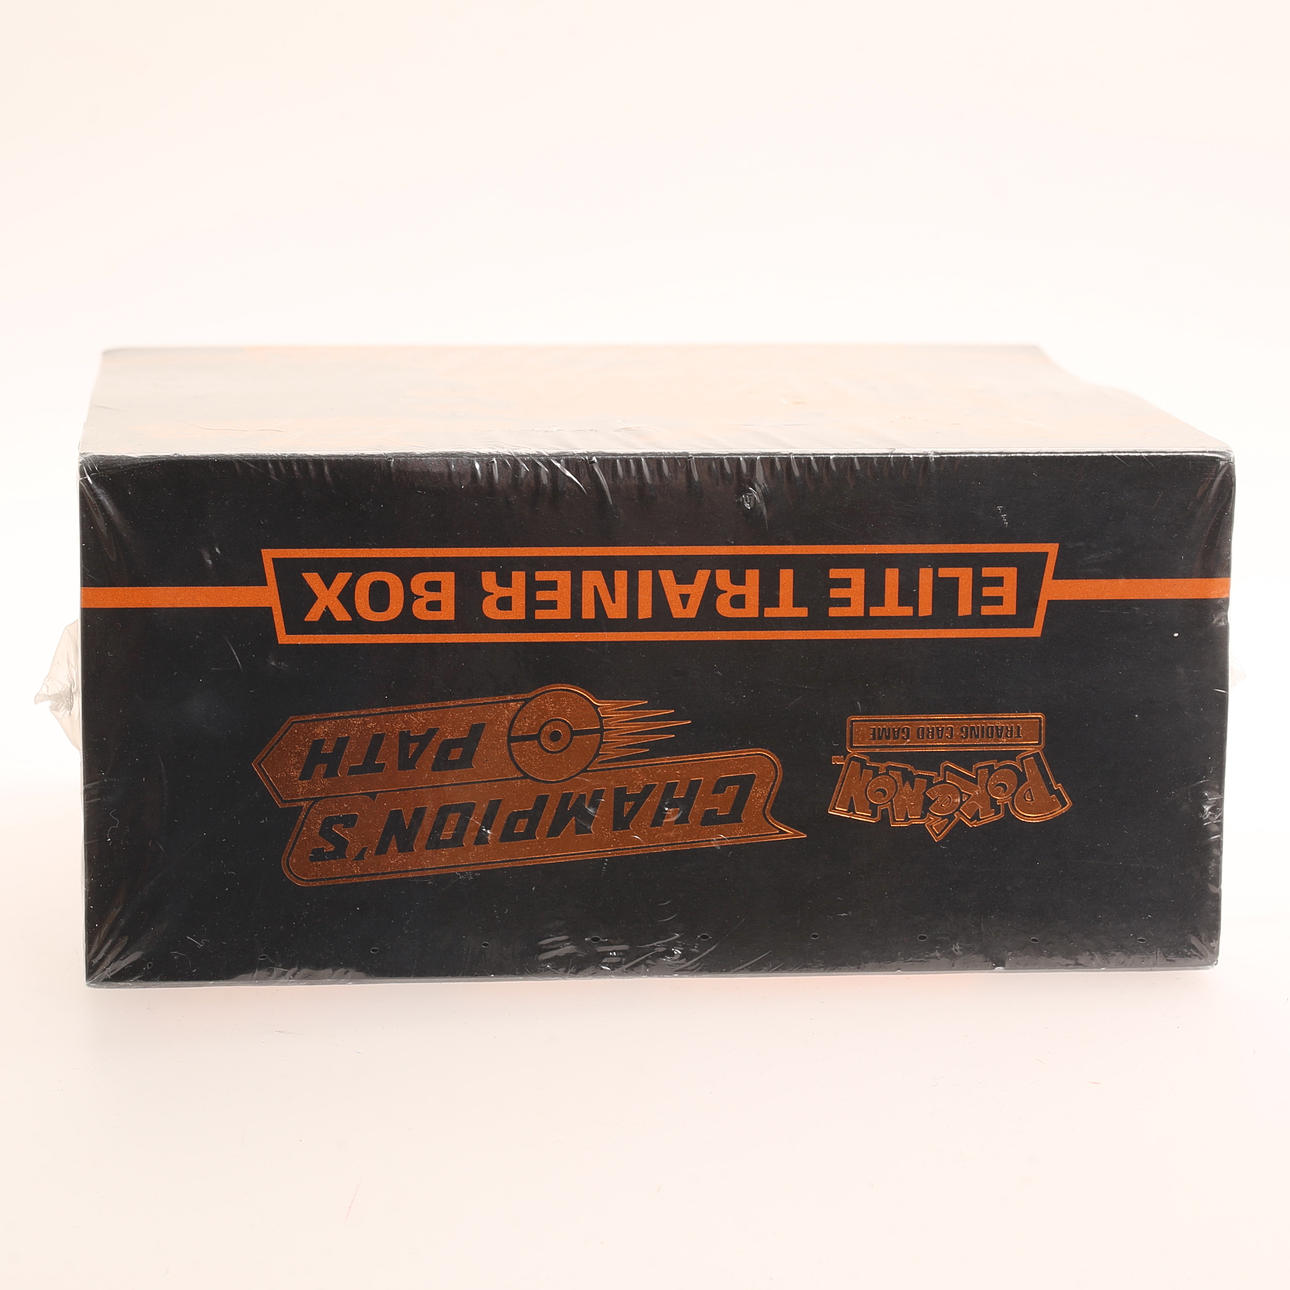 POKéMON
TRADING CARD GAME
CHAMPION'S
PATH
ELITE TRAINER BOX